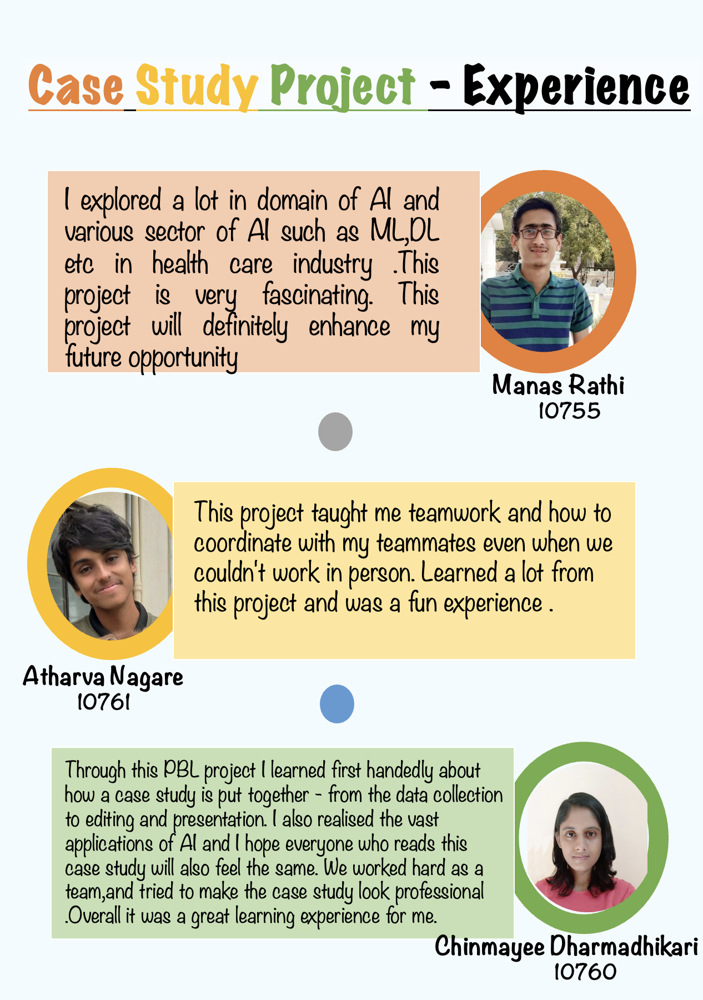 Case Study Project - Experience
I explored a lot in domain of AI and
various sector of AI such as ML,DL
etc in health care industry .This
project is very fascinating. This
project will definitely enhance my
future opportunity
Manas Rathi
10755
This project taught me teamwork and how to
coordinate with my teammates even when we
couldn't work in person. Learned a lot from
this project and was a fun experience .
Atharva Nagare
10761
Through this PBL project I learned first handedly about
how a case study is put together - from the data collection
to editing and presentation. I also realised the vast
applications of AI and I hope everyone who reads this
case study will also feel the same. We worked hard as a
team,and tried to make the case study look professional
.Overall it was a great learning experience for me.
Chinmayee Dharmadhikari
10760